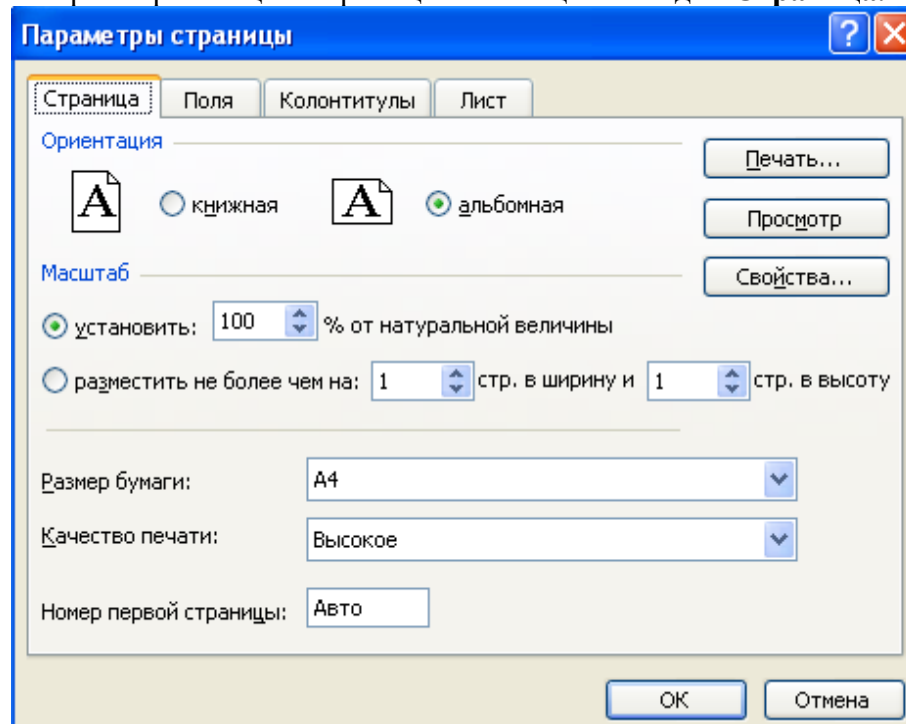 Параметры страницы
Страница Поля Колонтитулы Лист
Ориентация
Печать...
A книжная A альбомная
Просмотр
Масштаб
Свойства...
установить: 100 % от натуральной величины
разместить не более чем на: 1 стр. в ширину и 1 стр. в высоту
Размер бумаги: A4
Качество печати: Высокое
Номер первой страницы: Авто
ОК Отмена